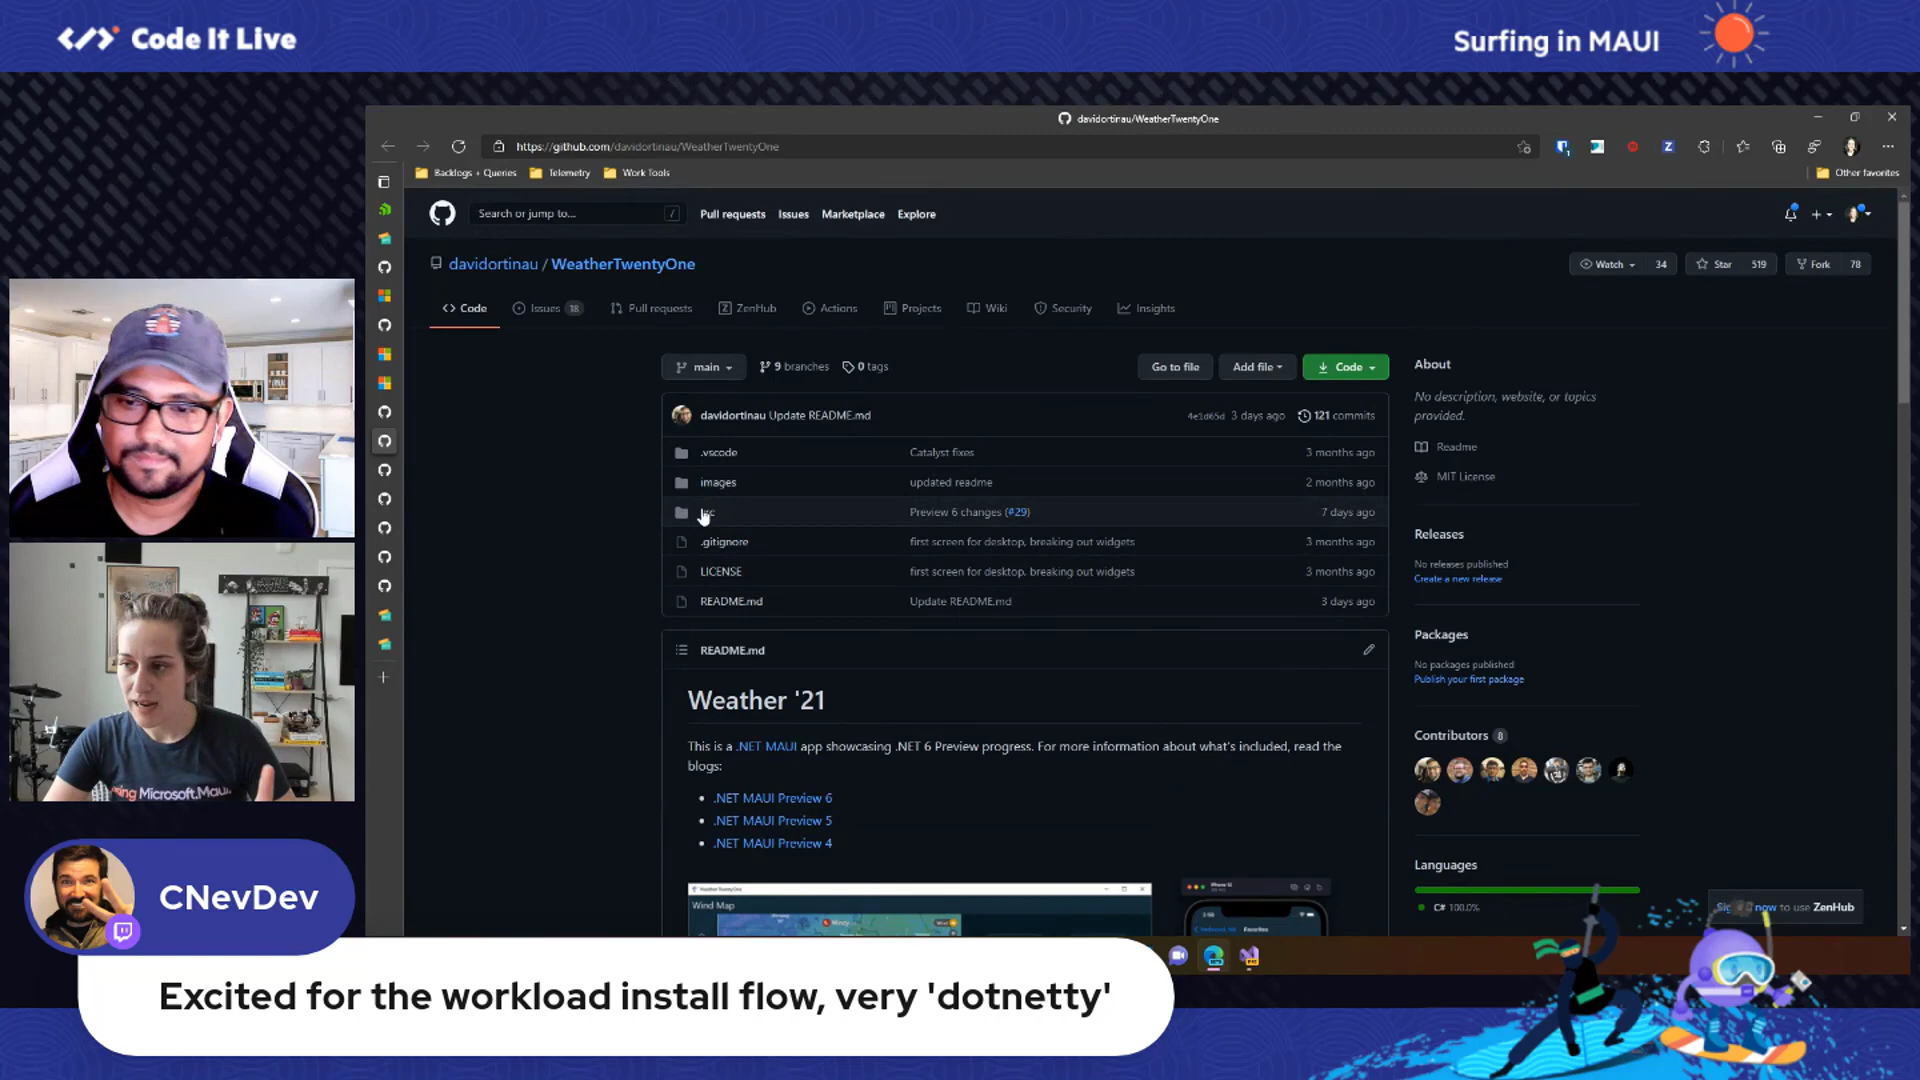 Code It Live
Surfing in MAUI
davidortinau/WeatherTwentyOne
https://github.com/davidortinau/WeatherTwentyOne
Backlogs + Queries
Telemetry
Work Tools
Other favorites
Search or jump to...
/
Pull requests
Issues
Marketplace
Explore
davidortinau / WeatherTwentyOne
Watch 34
Star 519
Fork 78
Code
Issues 18
Pull requests
ZenHub
Actions
Projects
Wiki
Security
Insights
main
9 branches
0 tags
Go to file
Add file
Code
davidortinau Update README.md
4e1d65d 3 days ago
121 commits
.vscode
Catalyst fixes
3 months ago
images
updated readme
2 months ago
Preview 6 changes (#29)
7 days ago
.gitignore
first screen for desktop, breaking out widgets
3 months ago
LICENSE
first screen for desktop, breaking out widgets
3 months ago
README.md
Update README.md
3 days ago
README.md
Weather '21
This is a .NET MAUI app showcasing .NET 6 Preview progress. For more information about what's included, read the
blogs:
.NET MAUI Preview 6
.NET MAUI Preview 5
.NET MAUI Preview 4
Wind Map
Favorites
About
No description, website, or topics
provided.
Readme
MIT License
Releases
No releases published
Create a new release
Packages
No packages published
Publish your first package
Contributors 8
Languages
C# 100.0%
now to use ZenHub
ing Microsoft.Maui
CNevDev
Excited for the workload install flow, very 'dotnetty'